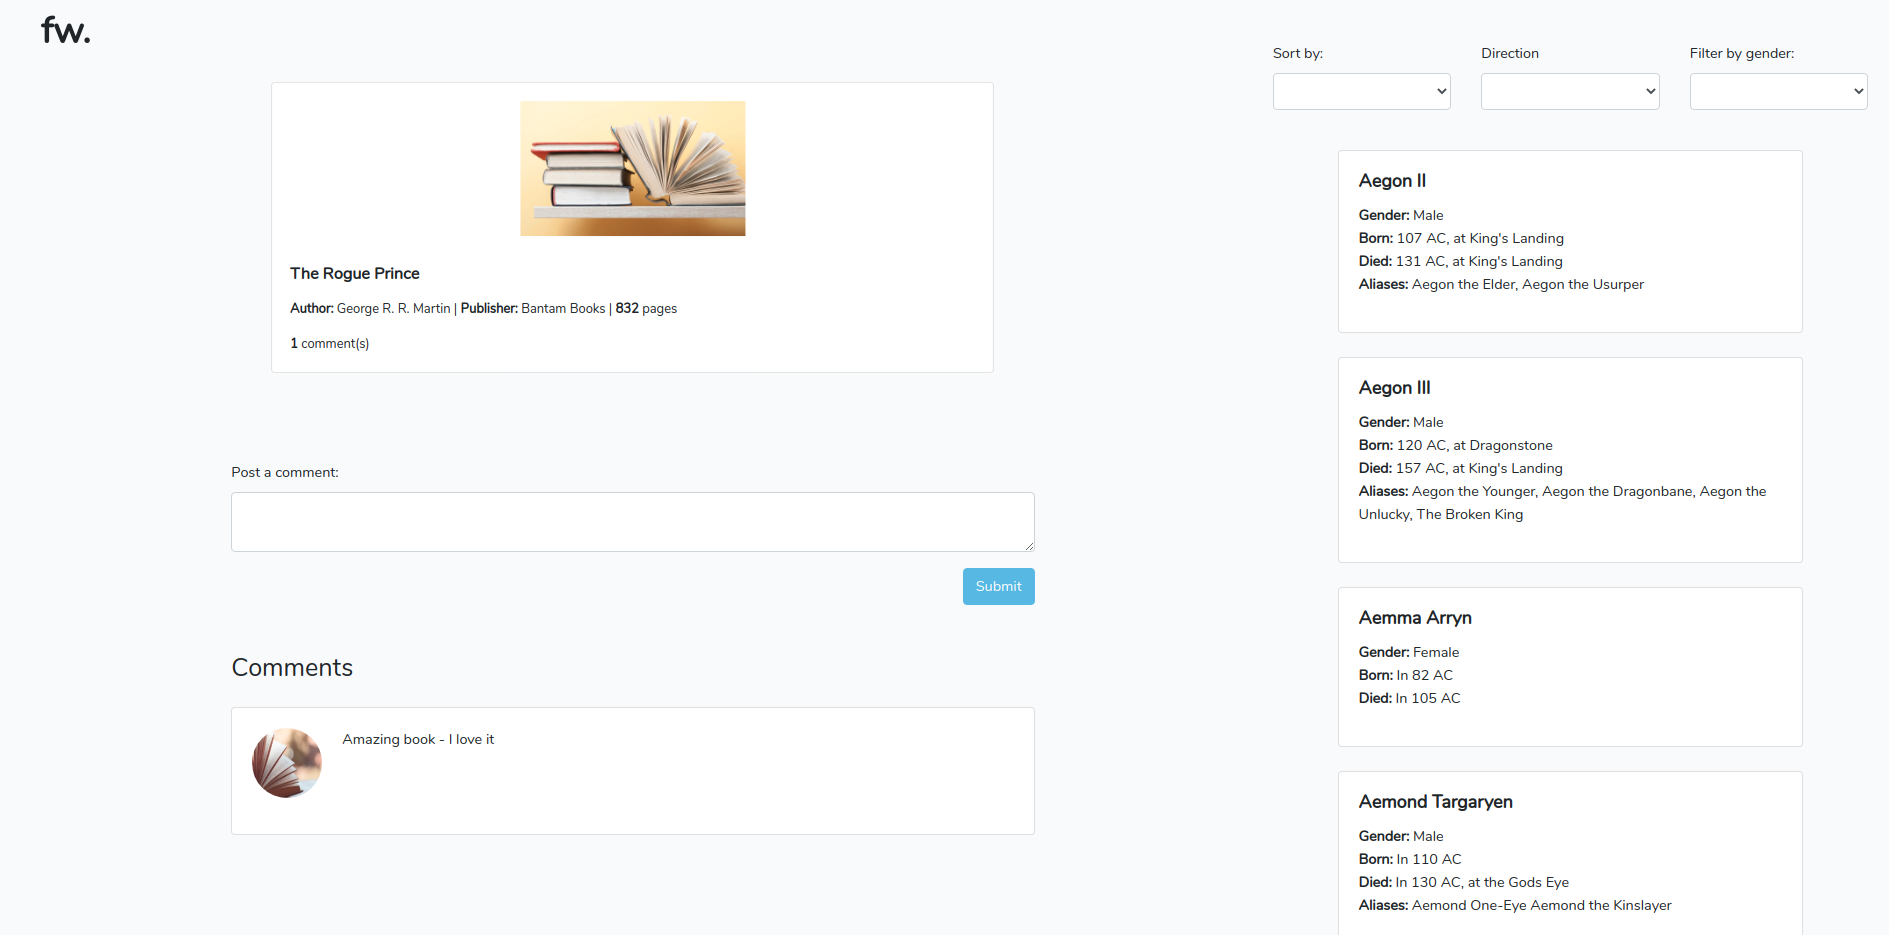 fw.
The Rogue Prince
Author: George R. R. Martin | Publisher: Bantam Books | 832 pages
1 comment(s)
Post a comment:
Submit
Comments
Amazing book - I love it
Sort by:
Direction
Filter by gender:
Aegon II
Gender: Male
Born: 107 AC, at King's Landing
Died: 131 AC, at King's Landing
Aliases: Aegon the Elder, Aegon the Usurper
Aegon III
Gender: Male
Born: 120 AC, at Dragonstone
Died: 157 AC, at King's Landing
Aliases: Aegon the Younger, Aegon the Dragonbane, Aegon the
Unlucky, The Broken King
Aemma Arryn
Gender: Female
Born: In 82 AC
Died: In 105 AC
Aemond Targaryen
Gender: Male
Born: In 110 AC
Died: In 130 AC, at the Gods Eye
Aliases: Aemond One-Eye Aemond the Kinslayer